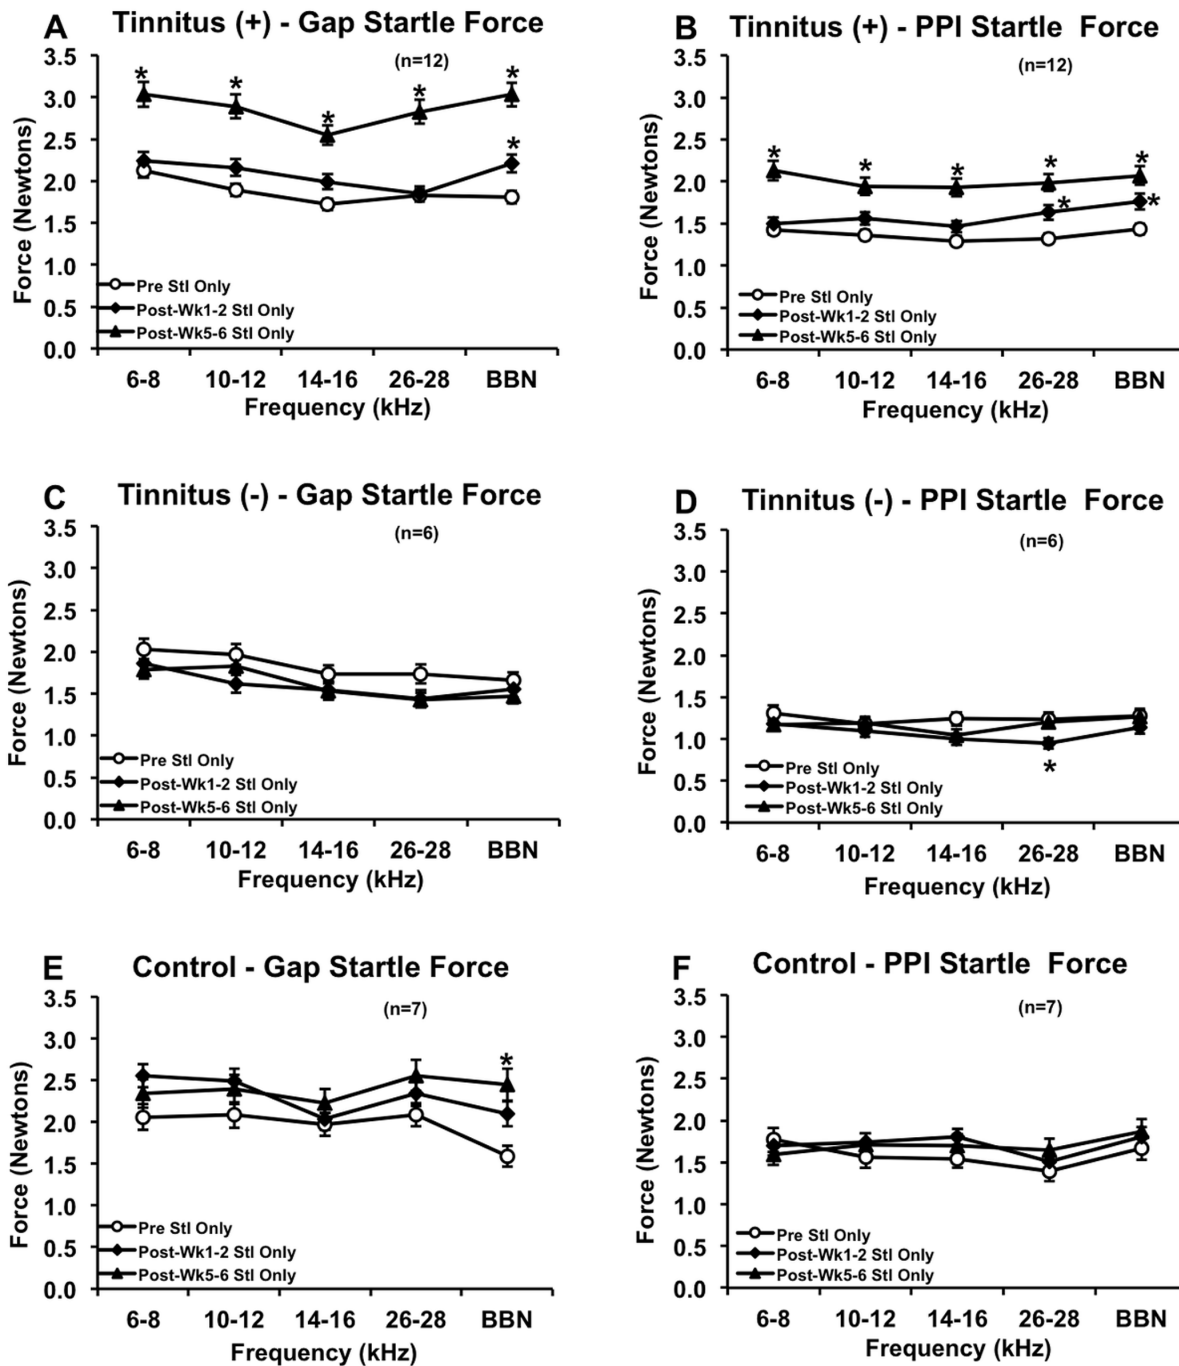 A Tinnitus (+) - Gap Startle Force
(n=12)
Force (Newtons)
3.5
3.0
2.5
2.0
1.5
1.0
0.5
0.0
* * * * *
*
Pre Stl Only
Post-Wk1-2 Stl Only
Post-Wk5-6 Stl Only
6-8 10-12 14-16 26-28 BBN
Frequency (kHz)
B Tinnitus (+) - PPI Startle Force
(n=12)
Force (Newtons)
3.5
3.0
2.5
2.0
1.5
1.0
0.5
0.0
* * * * *
* *
Pre Stl Only
Post-Wk1-2 Stl Only
Post-Wk5-6 Stl Only
6-8 10-12 14-16 26-28 BBN
Frequency (kHz)
C Tinnitus (-) - Gap Startle Force
(n=6)
Force (Newtons)
3.5
3.0
2.5
2.0
1.5
1.0
0.5
0.0
Pre Stl Only
Post-Wk1-2 Stl Only
Post-Wk5-6 Stl Only
6-8 10-12 14-16 26-28 BBN
Frequency (kHz)
D Tinnitus (-) - PPI Startle Force
(n=6)
Force (Newtons)
3.5
3.0
2.5
2.0
1.5
1.0
0.5
0.0
*
Pre Stl Only
Post-Wk1-2 Stl Only
Post-Wk5-6 Stl Only
6-8 10-12 14-16 26-28 BBN
Frequency (kHz)
E Control - Gap Startle Force
(n=7)
Force (Newtons)
3.5
3.0
2.5
2.0
1.5
1.0
0.5
0.0
*
Pre Stl Only
Post-Wk1-2 Stl Only
Post-Wk5-6 Stl Only
6-8 10-12 14-16 26-28 BBN
Frequency (kHz)
F Control - PPI Startle Force
(n=7)
Force (Newtons)
3.5
3.0
2.5
2.0
1.5
1.0
0.5
0.0
Pre Stl Only
Post-Wk1-2 Stl Only
Post-Wk5-6 Stl Only
6-8 10-12 14-16 26-28 BBN
Frequency (kHz)